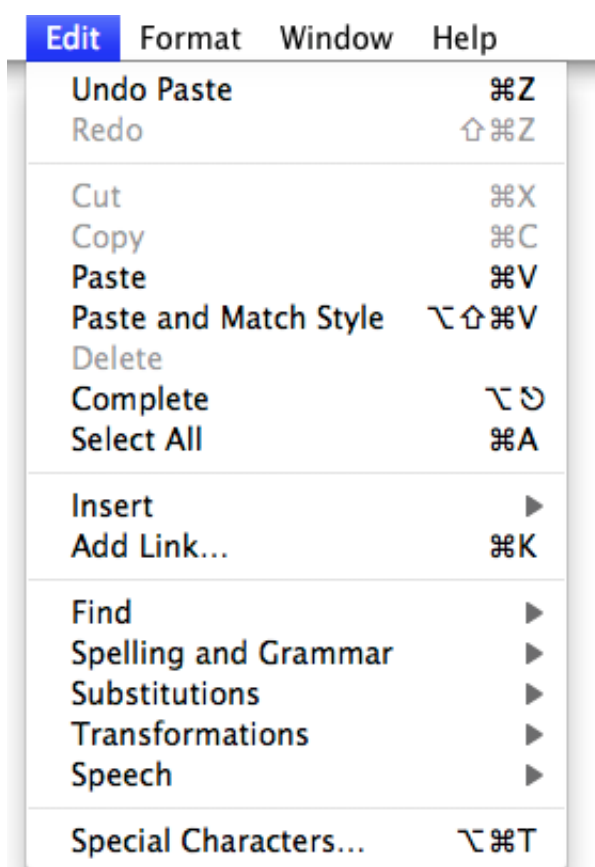 Edit Format Window Help
Undo Paste ⌘Z
Redo ⇧⌘Z
Cut ⌘X
Copy ⌘C
Paste ⌘V
Paste and Match Style ⌥⇧⌘V
Delete
Complete ⌥⎋
Select All ⌘A
Insert ▶
Add Link... ⌘K
Find ▶
Spelling and Grammar ▶
Substitutions ▶
Transformations ▶
Speech ▶
Special Characters... ⌥⌘T